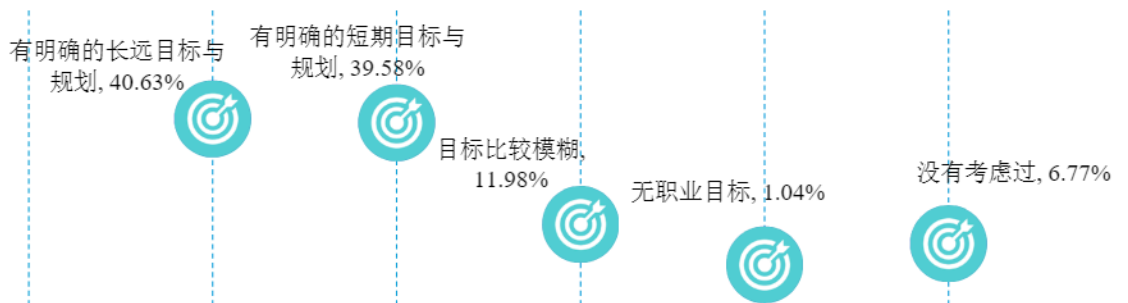 有明确的长远目标与
规划, 40.63%
有明确的短期目标与
规划, 39.58%
目标比较模糊,
11.98%
无职业目标, 1.04%
没有考虑过, 6.77%